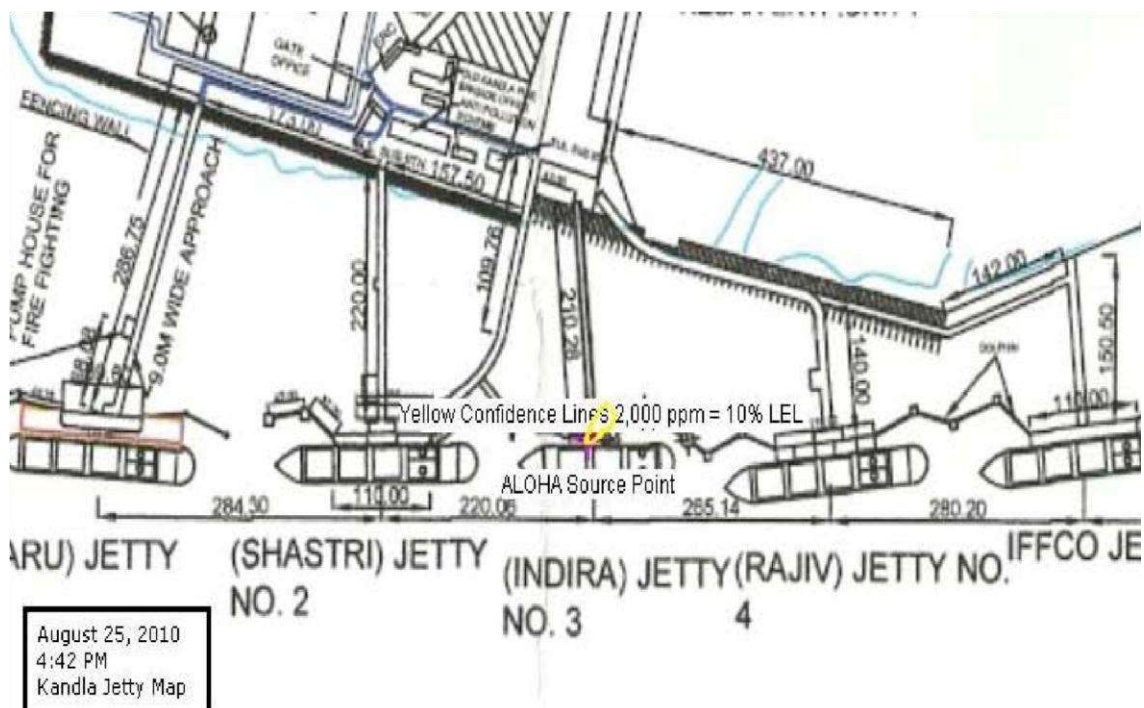 GATE
OFFICE
FENCING WALL
175.00
157.50
437.00
PUMP HOUSE FOR
FIRE FIGHTING
286.75
9.0M WIDE APPROACH
220.00
109.76
210.28
140.00
142.00
DOLPHIN
150.50
110.00
Yellow Confidence Lines 2,000 ppm = 10% LEL
ALOHA Source Point
110.00
284.30
220.06
265.14
280.20
ARU) JETTY
(SHASTRI) JETTY
NO. 2
(INDIRA) JETTY
NO. 3
(RAJIV) JETTY NO.
4
IFFCO JE
August 25, 2010
4:42 PM
Kandla Jetty Map